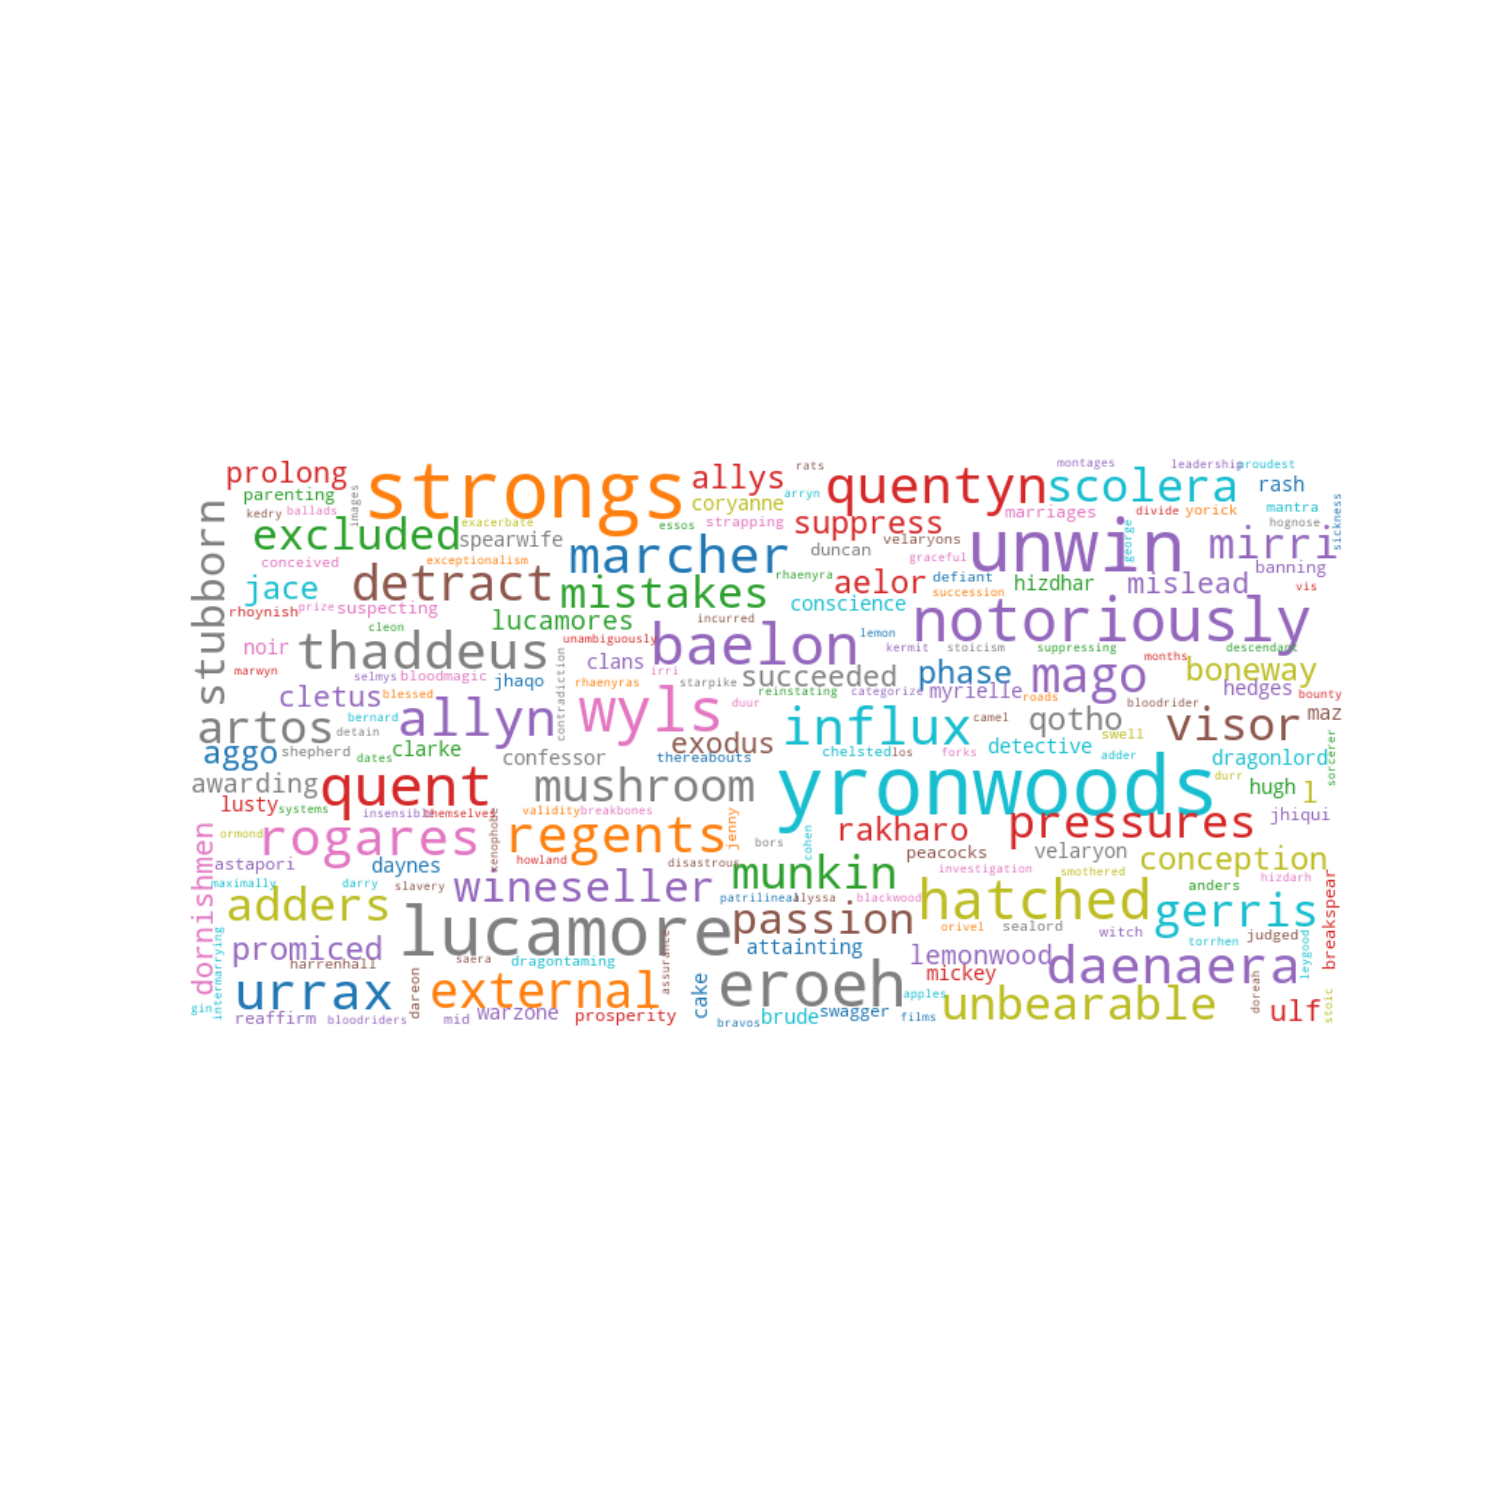 prolong
strongs
allys
rats
quentyn
scolera
montages
leadership
proudest
rash
parenting
images
coryanne
arryn
mantra
kedry
ballads
excluded
exacerbate
spearwife
essos
strapping
suppress
marriages
divide
yorick
hognose
sickness
stubborn
marcher
duncan
velaryons
graceful
unwin
george
mirri
banning
conceived
exceptionalism
jace
detract
mistakes
rhaenyra
aelor
defiant
succession
hizdhar
mislead
vis
rhoynish
prize
suspecting
lucamores
incurred
conscience
notoriously
cleon
noir
thaddeus
unambiguously
baelon
lemon
kermit
stoicism
suppressing
months
descendant
marwyn
selmys
bloodmagic
jhaqo
clans
irri
succeeded
phase
mago
boneway
cletus
blessed
rhaenyras
starpike
reinstating
categorize
myrielle
roads
bloodrider
hedges
bounty
artos
bernard
detain
allyn
contradiction
wyls
duur
influx
camel
qotho
swell
visor
maz
aggo
shepherd
dates
clarke
confessor
exodus
thereabouts
chelsted
los
forks
detective
adder
dragonlord
sorcerer
awarding
quent
mushroom
yronwoods
durr
hugh
l
lusty
systems
insensible
themselves
validity
breakbones
jhiqui
ormond
rogares
xenophobe
regents
jenny
bors
cohen
rakharo
pressures
dornishmen
astapori
daynes
howland
disastrous
munkin
peacocks
velaryon
conception
maximally
darry
slavery
wineseller
patrilineal
alyssa
blackwood
investigation
smothered
anders
hizdarh
adders
lucamore
passion
hatched
gerris
breakspear
orivel
sealord
witch
torrhen
judged
intermarrying
promiced
harrenhall
saera
dragontaming
assurance
attainting
lemonwood
mickey
daenaera
leygood
urrax
dareon
external
cake
eroeh
apples
unbearable
doreah
ulf
stoic
gin
reaffirm
bloodriders
mid
warzone
prosperity
bravos
brude
swagger
films